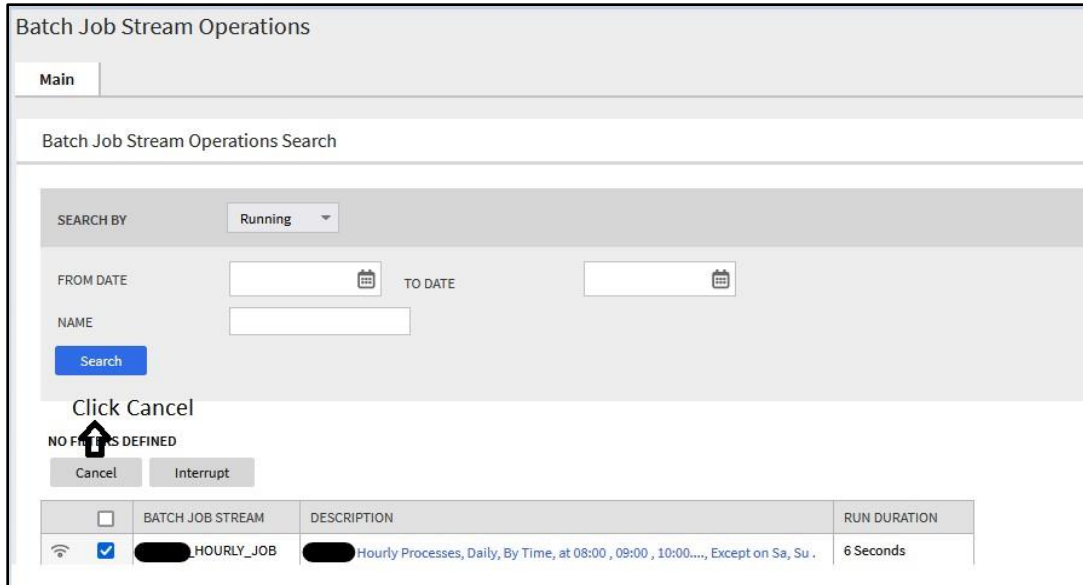 Batch Job Stream Operations
Main
Batch Job Stream Operations Search
SEARCH BY Running
FROM DATE TO DATE
NAME
Search
Click Cancel
NO FILTERS DEFINED
Cancel Interrupt
BATCH JOB STREAM DESCRIPTION RUN DURATION
_HOURLY_JOB Hourly Processes, Daily, By Time, at 08:00 , 09:00 , 10:00...., Except on Sa, Su . 6 Seconds